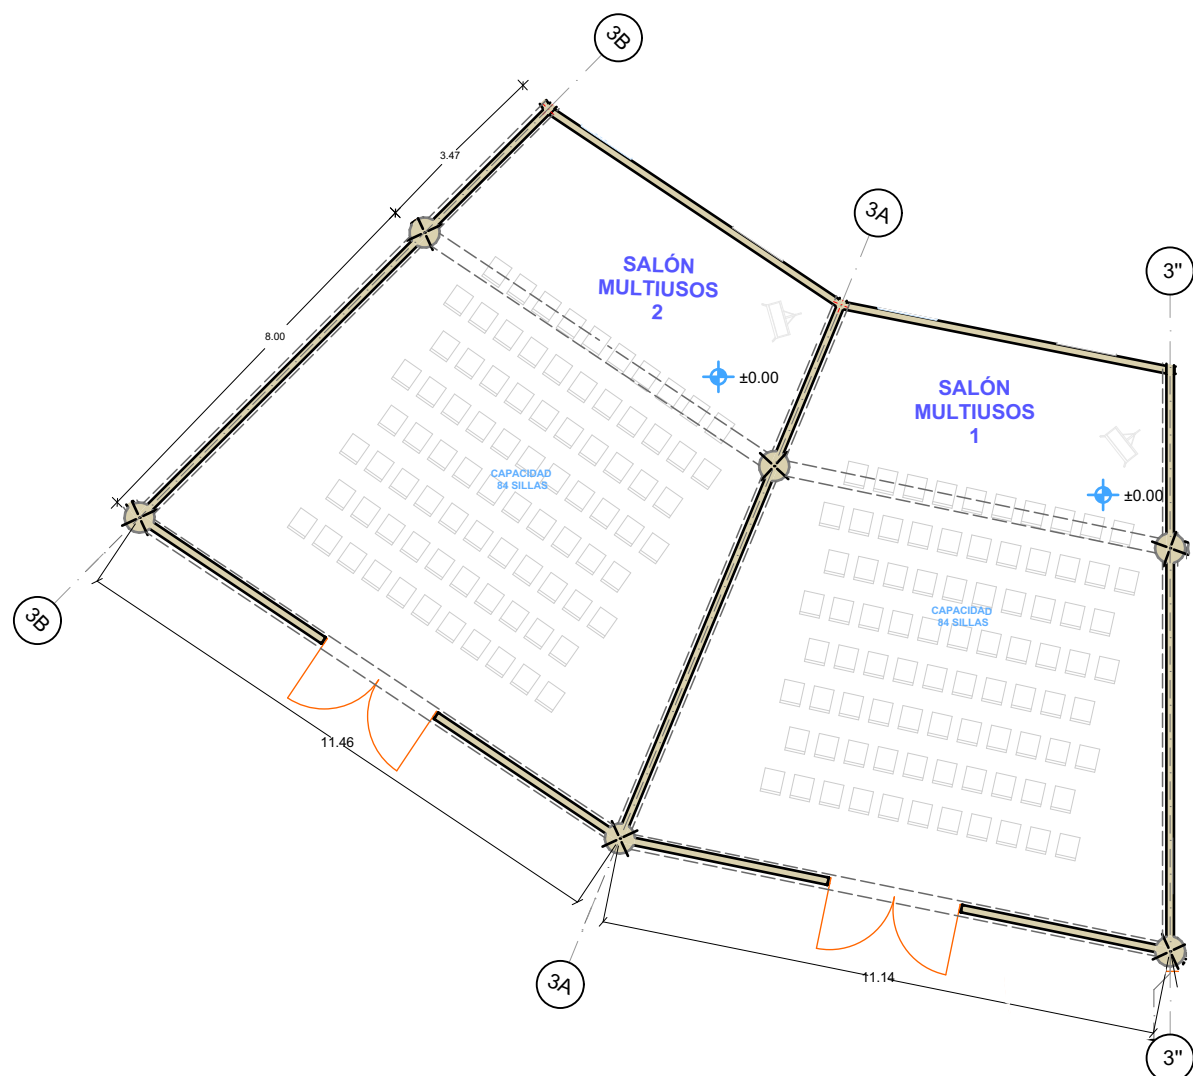 3B
3.47
3A
3"
SALÓN
MULTIUSOS
2
8.00
±0.00
SALÓN
MULTIUSOS
1
CAPACIDAD
84 SILLAS
±0.00
CAPACIDAD
84 SILLAS
3B
11.46
3A
11.14
3"